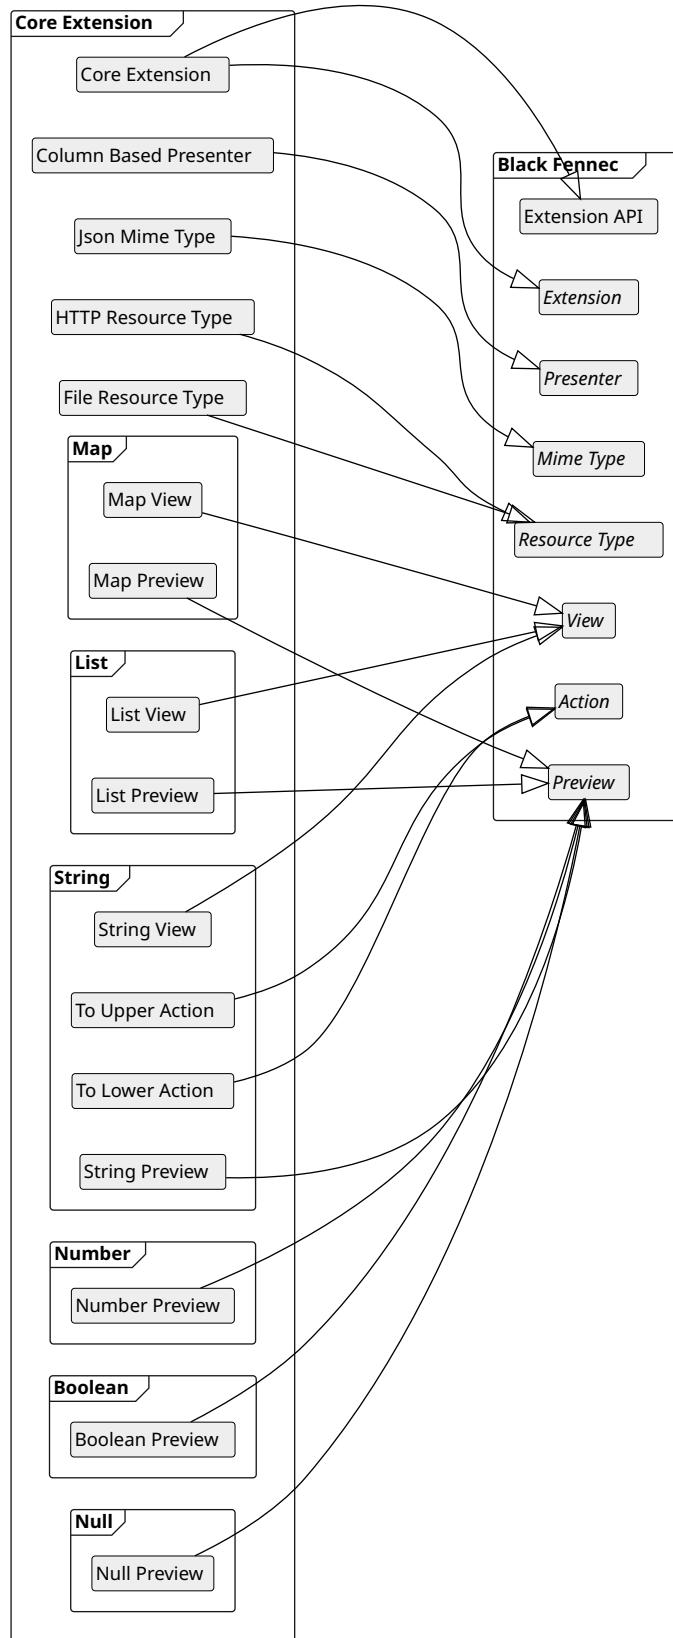 Core Extension
Core Extension
Column Based Presenter
Json Mime Type
HTTP Resource Type
File Resource Type
Map
Map View
Map Preview
List
List View
List Preview
String
String View
To Upper Action
To Lower Action
String Preview
Number
Number Preview
Boolean
Boolean Preview
Null
Null Preview
Black Fennec
Extension API
Extension
Presenter
Mime Type
Resource Type
View
Action
Preview